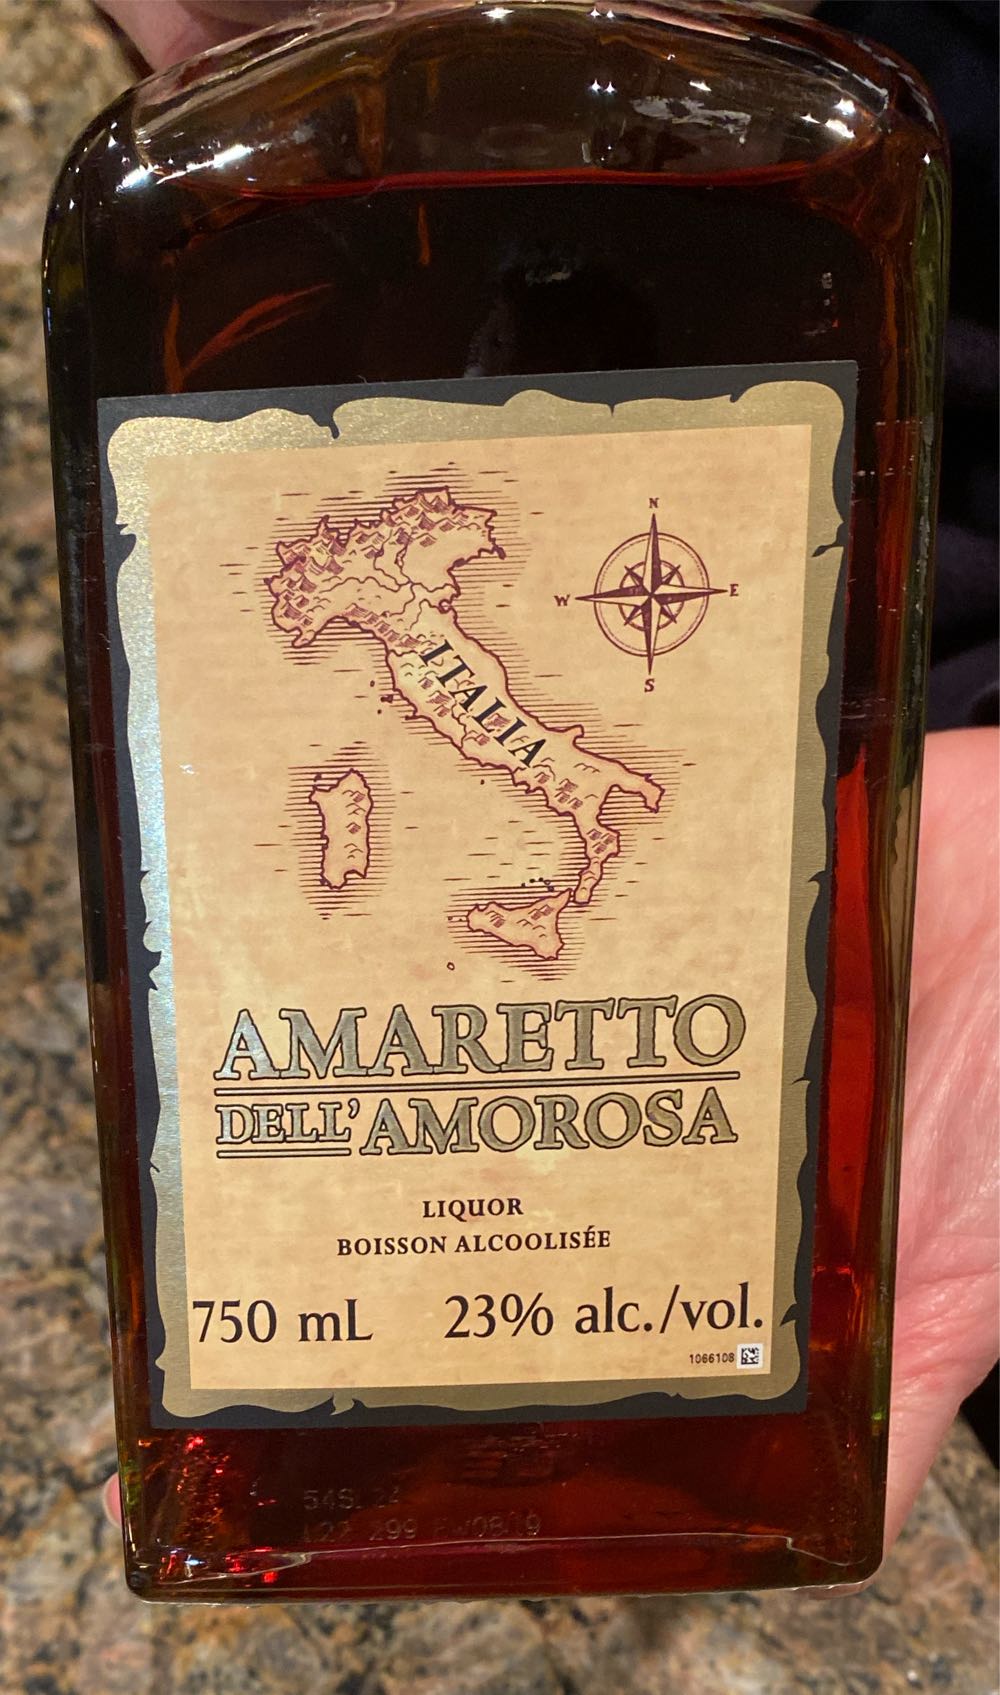 N
W E
S
ITALIA
AMARETTO
DELL'AMOROSA
LIQUOR
BOISSON ALCOOLISÉE
750 mL 23% alc./vol.
1066108